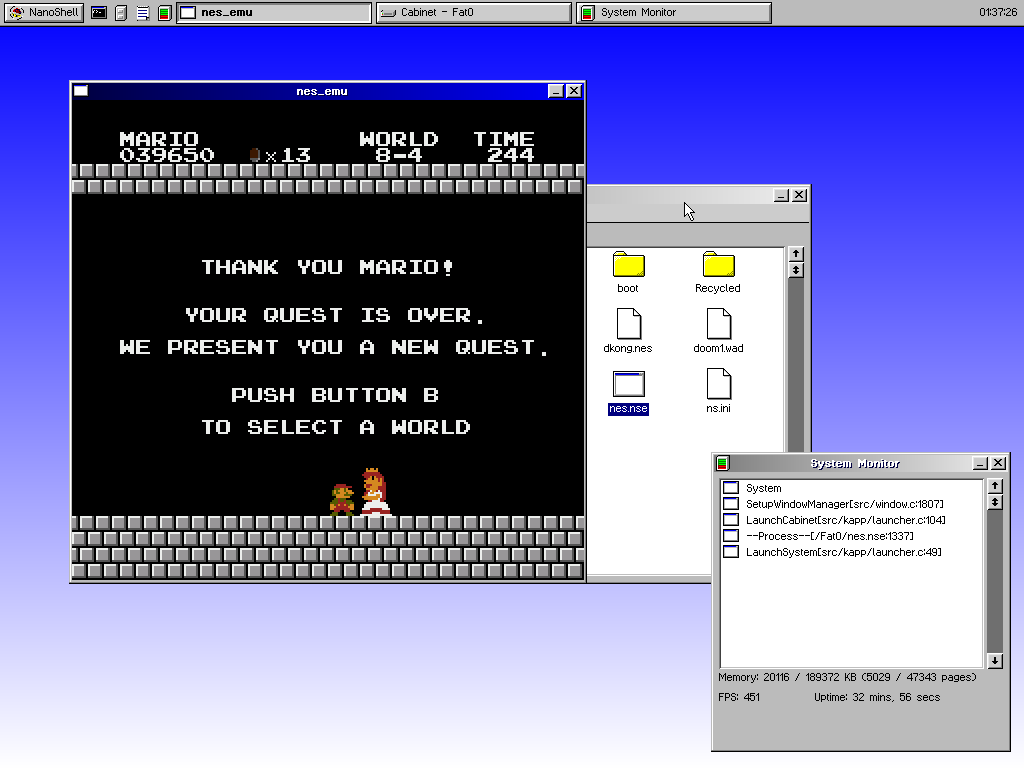 NanoShell
nes_emu
Cabinet - Fat0
System Monitor
01:37:26
nes_emu
MARIO
WORLD
TIME
039650
x13
8-4
244
THANK YOU MARIO!
YOUR QUEST IS OVER.
WE PRESENT YOU A NEW QUEST.
PUSH BUTTON B
TO SELECT A WORLD
boot
Recycled
dkong.nes
doom1.wad
nes.nse
ns.ini
System Monitor
System
SetupWindowManager[src/window.c:1807]
LaunchCabinet[src/kapp/launcher.c:104]
--Process--[/Fat0/nes.nse:1337]
LaunchSystem[src/kapp/launcher.c:49]
Memory: 20116 / 189372 KB (5029 / 47343 pages)
FPS: 451
Uptime: 32 mins, 56 secs